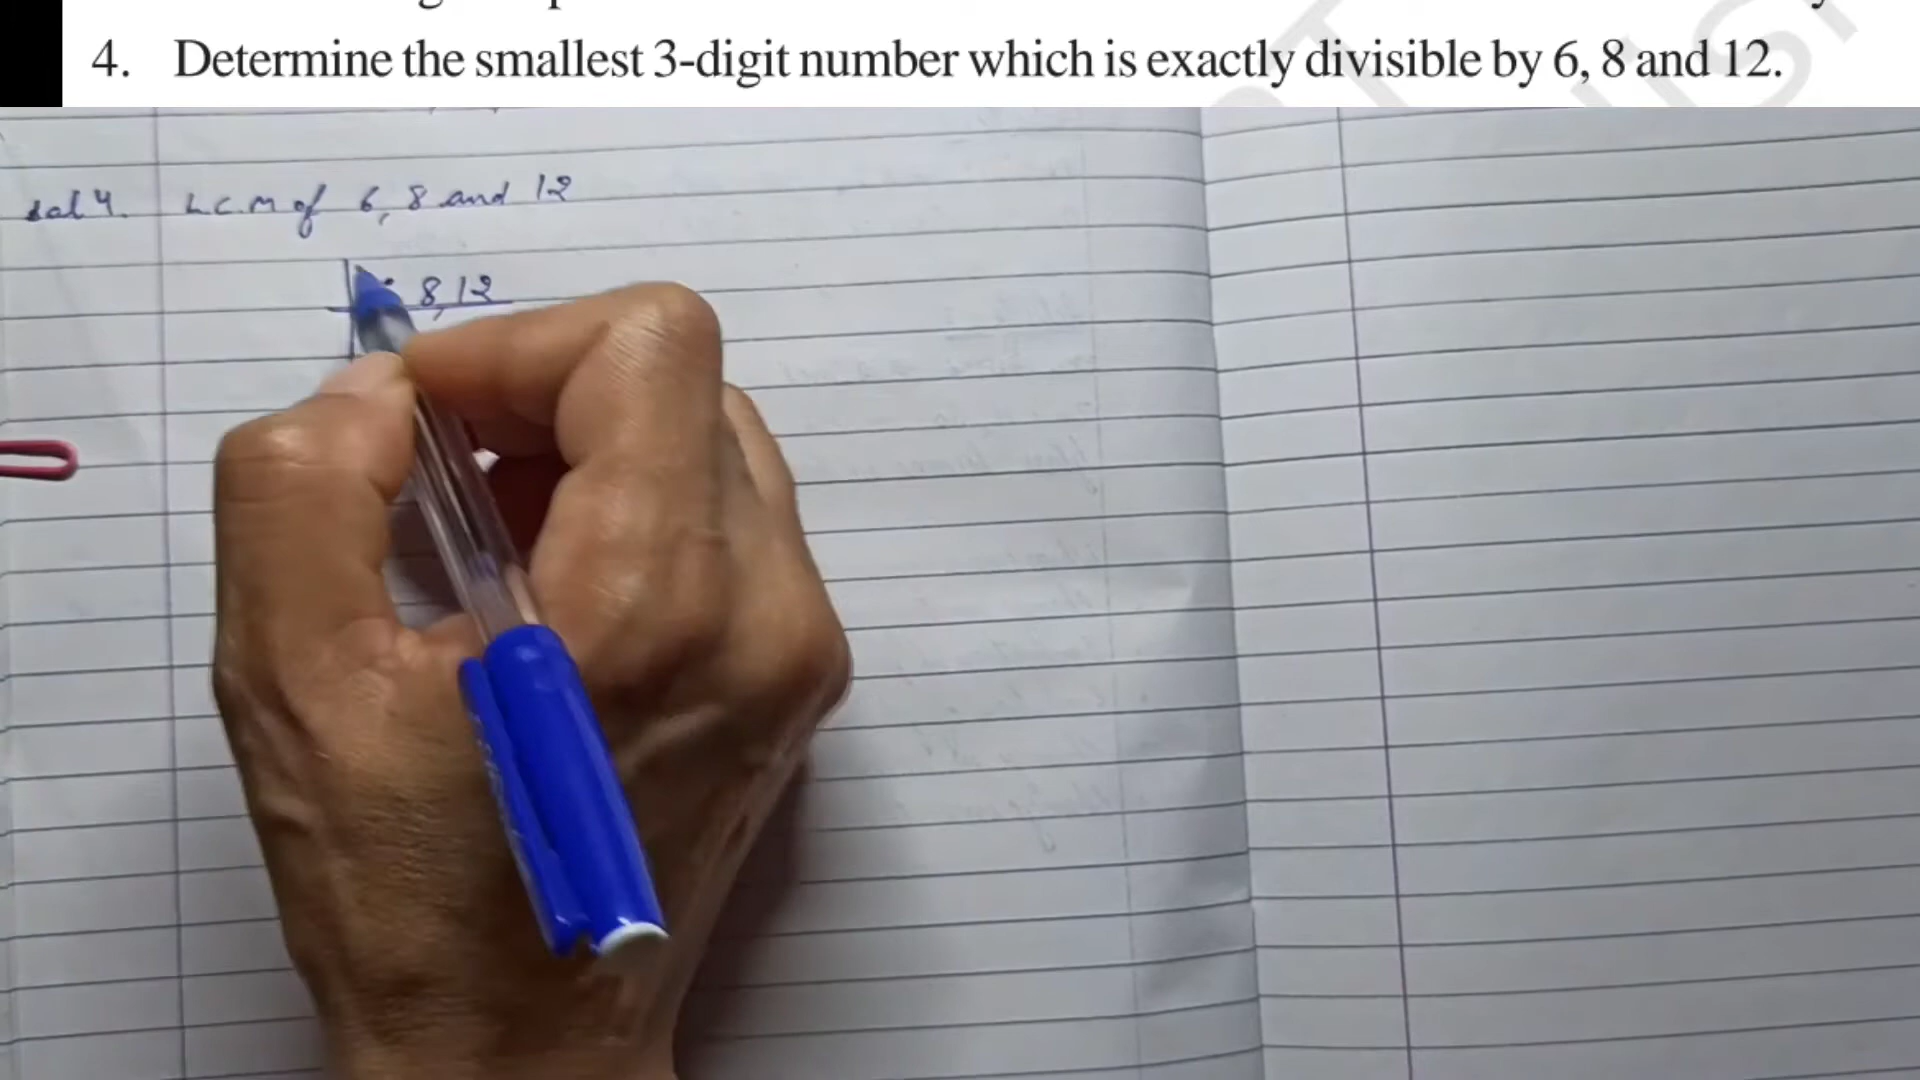 4. Determine the smallest 3-digit number which is exactly divisible by 6, 8 and 12.
Sol 4. L.C.M of 6, 8 and 12
8, 12